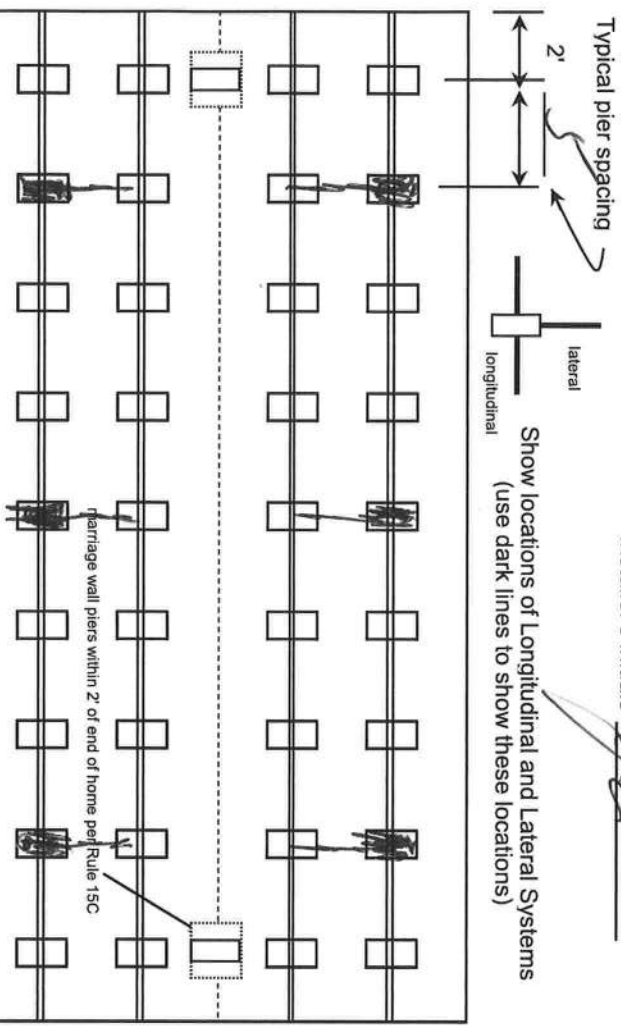 Typical pier spacing
2'
lateral
longitudinal
Show locations of Longitudinal and Lateral Systems
(use dark lines to show these locations)
marriage wall piers within 2' of end of home per Rule 15C